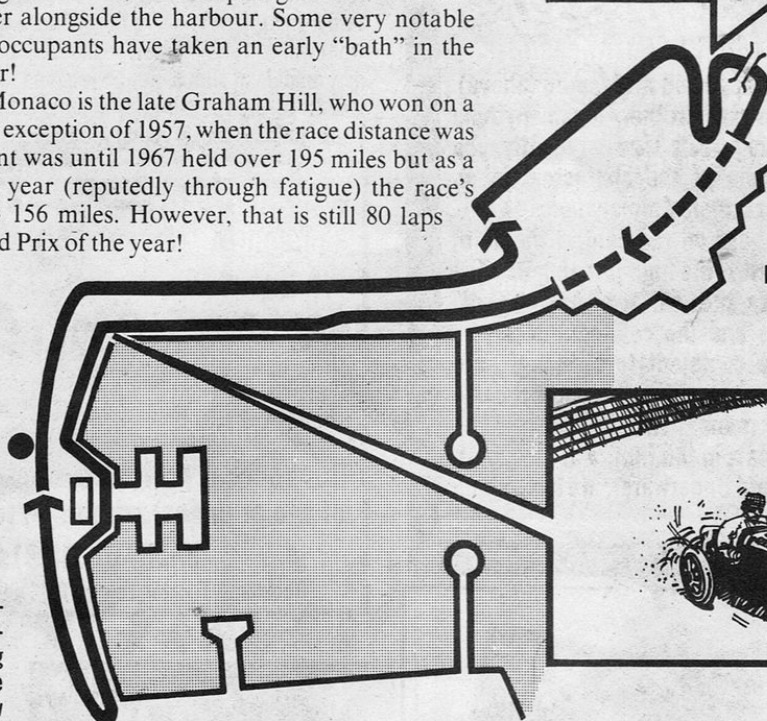 er alongside the harbour. Some very notable
occupants have taken an early “bath” in the
r!
Monaco is the late Graham Hill, who won on a
exception of 1957, when the race distance was
nt was until 1967 held over 195 miles but as a
year (reputedly through fatigue) the race's
156 miles. However, that is still 80 laps
d Prix of the year!